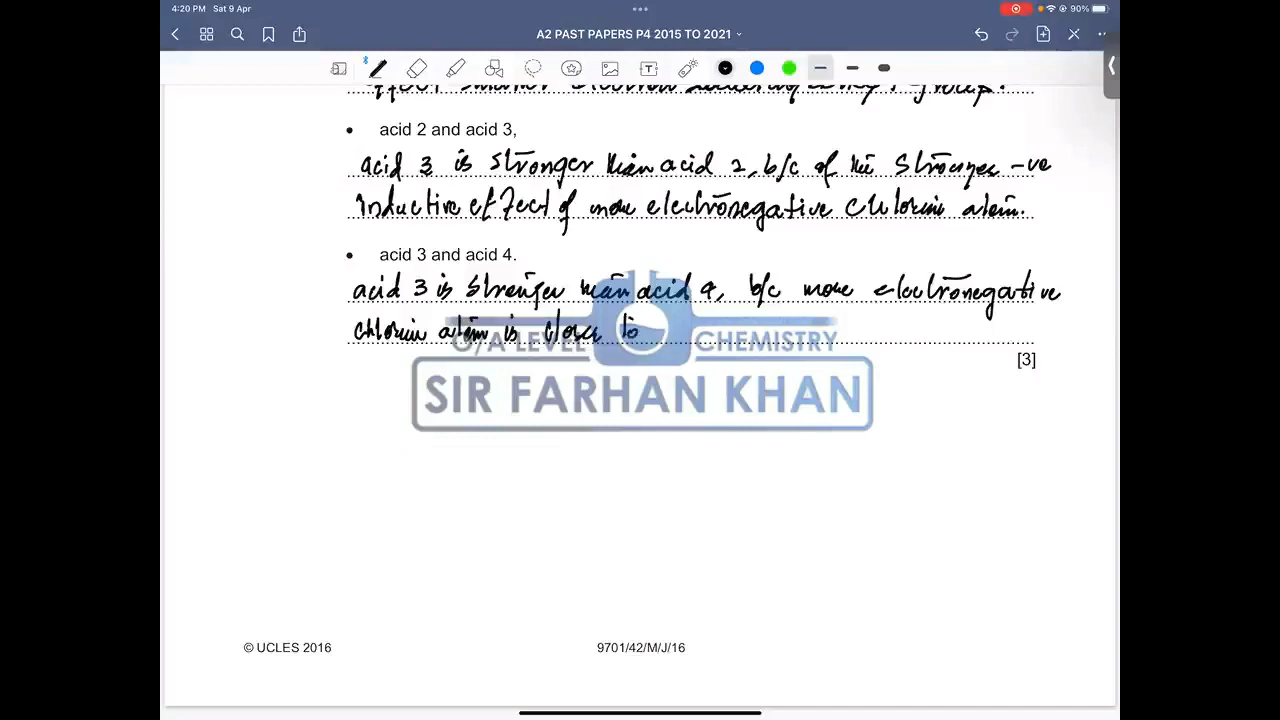 4:20 PM Sat 9 Apr
90%
A2 PAST PAPERS P4 2015 TO 2021
• acid 2 and acid 3,
acid 3 is stronger than acid 2, b/c of the stronger -ve
inductive effect of more electronegative chlorine atom.
• acid 3 and acid 4.
acid 3 is stronger than acid 4, b/c more electronegative
chlorine atom is closer to
O/A LEVEL CHEMISTRY
[3]
SIR FARHAN KHAN
© UCLES 2016
9701/42/M/J/16